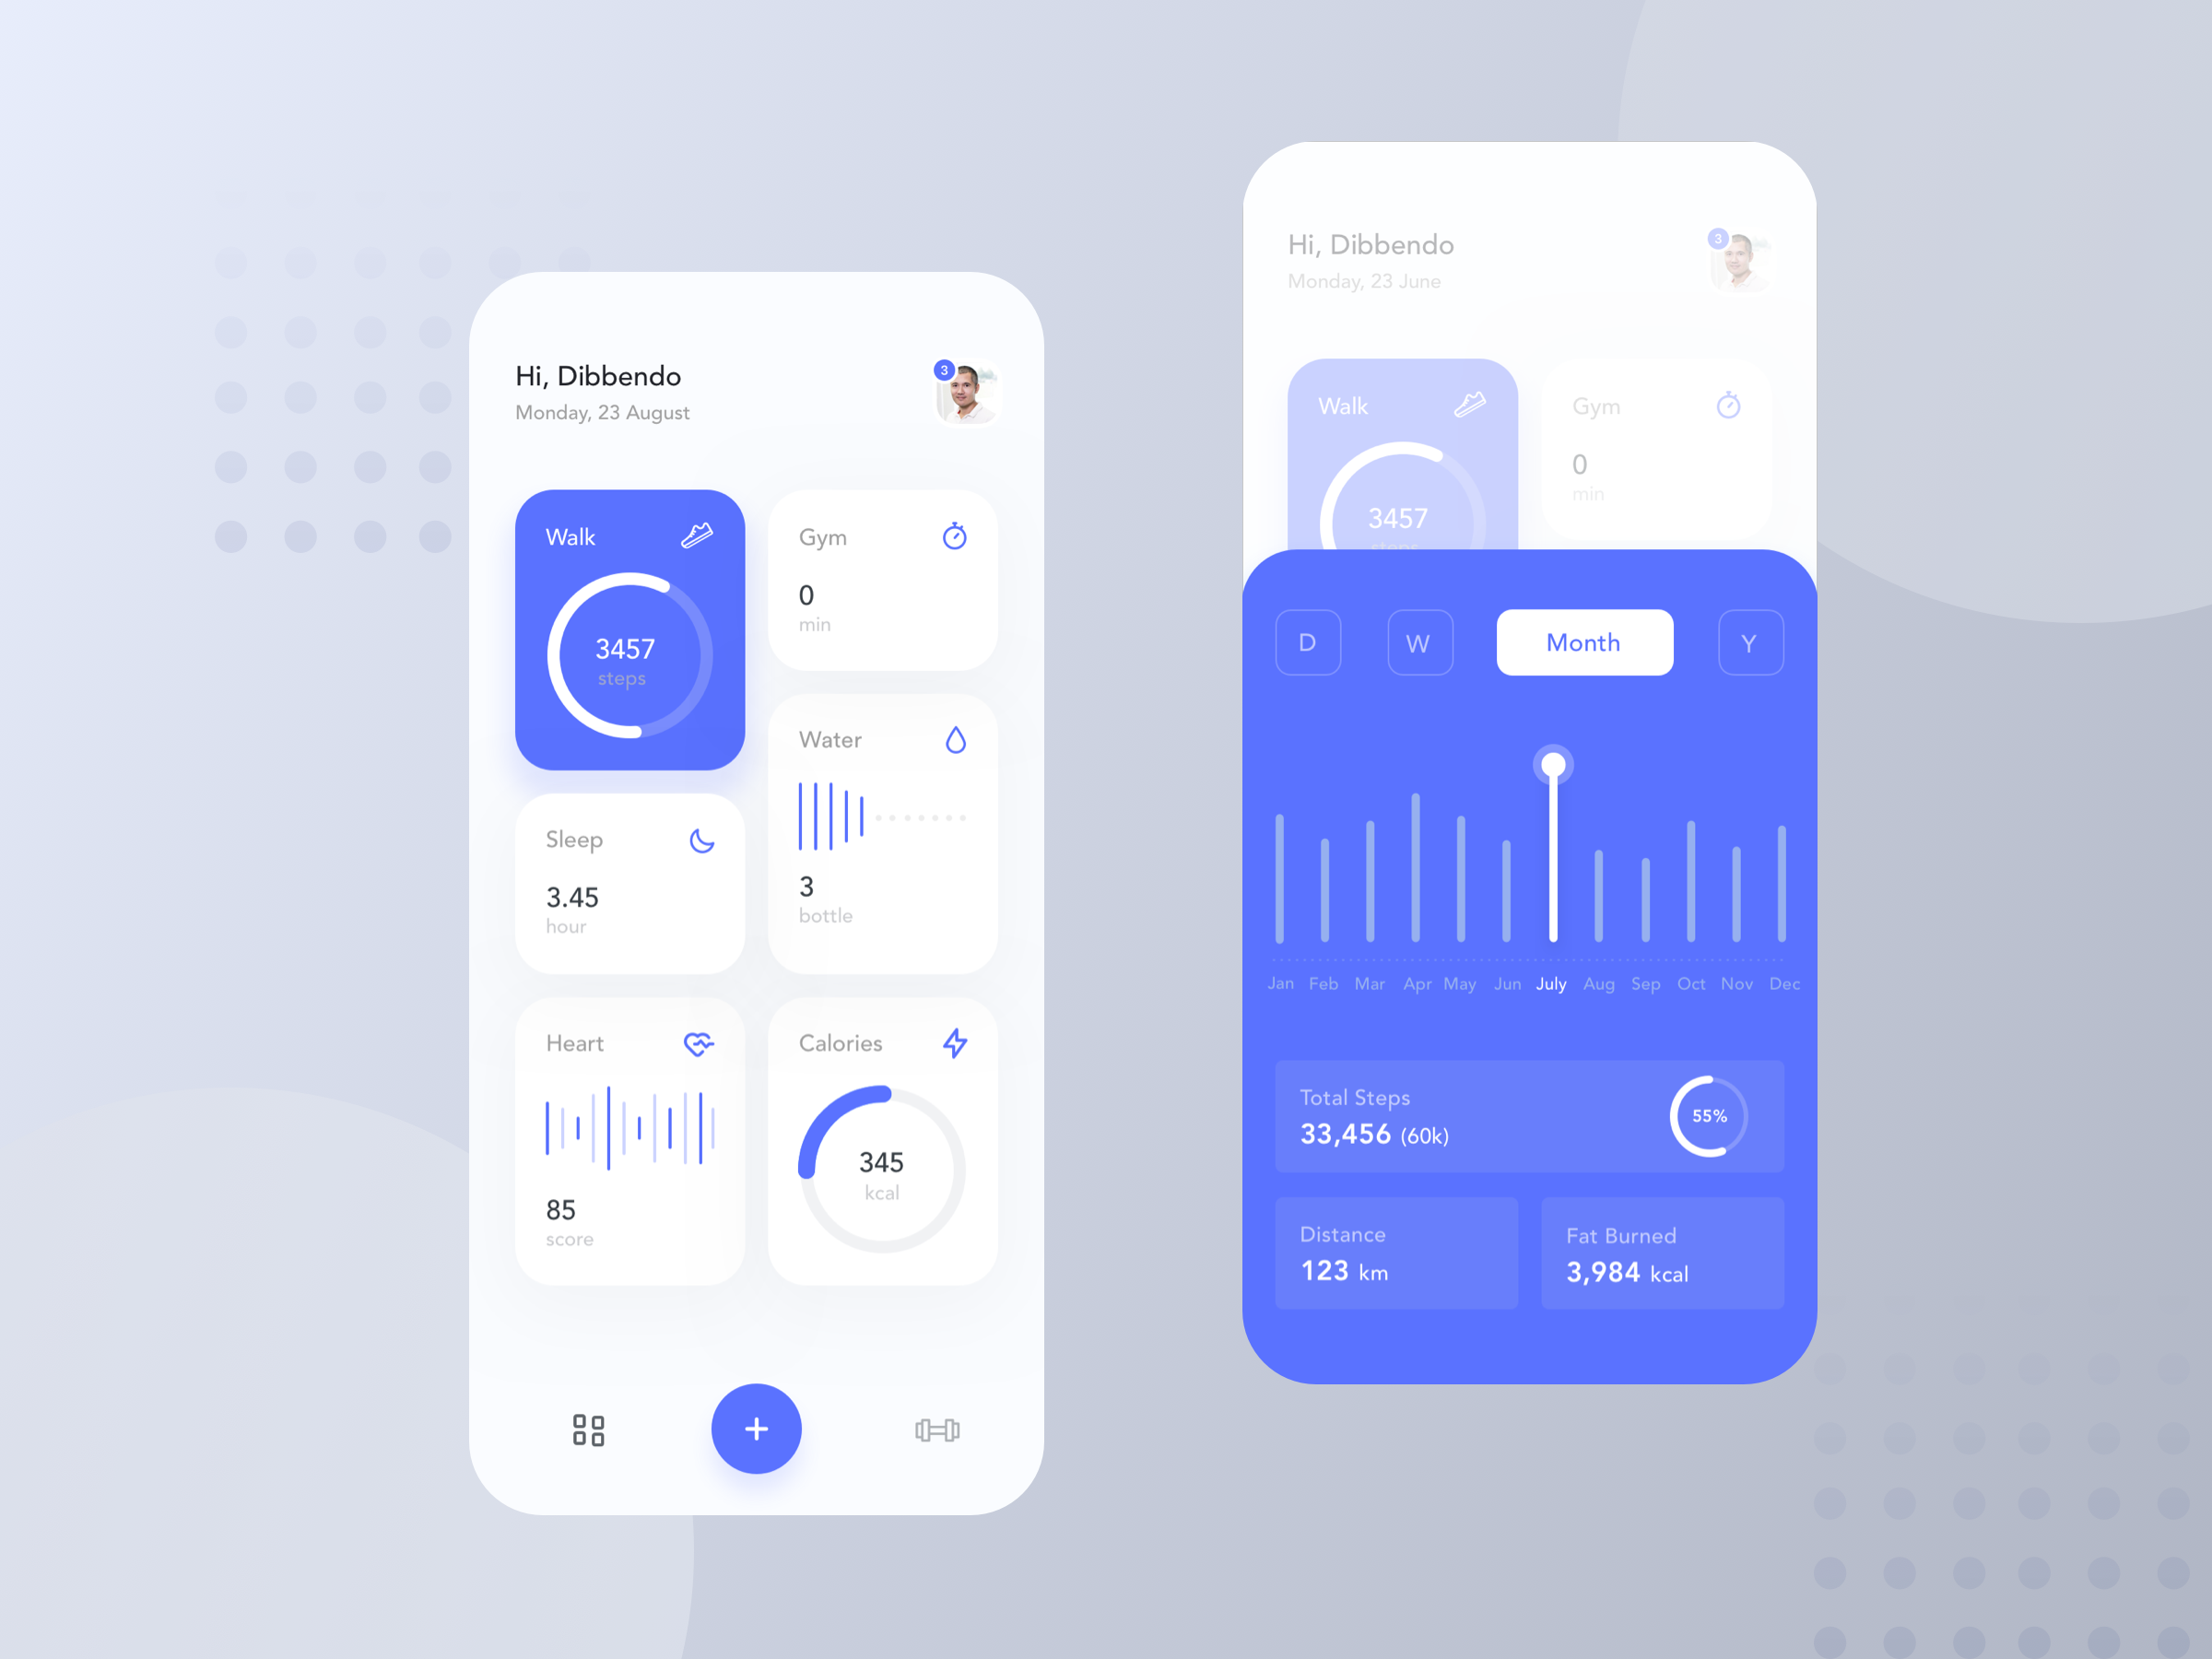 Hi, Dibbendo
3
Monday, 23 August
Walk
3457
steps
Gym
0
min
Water
3
bottle
Sleep
3.45
hour
Heart
85
score
Calories
345
kcal
Hi, Dibbendo
3
Monday, 23 June
Walk
3457
steps
Gym
0
min
D W Month Y
Jan Feb Mar Apr May Jun July Aug Sep Oct Nov Dec
Total Steps
33,456 (60k)
55%
Distance
123 km
Fat Burned
3,984 kcal